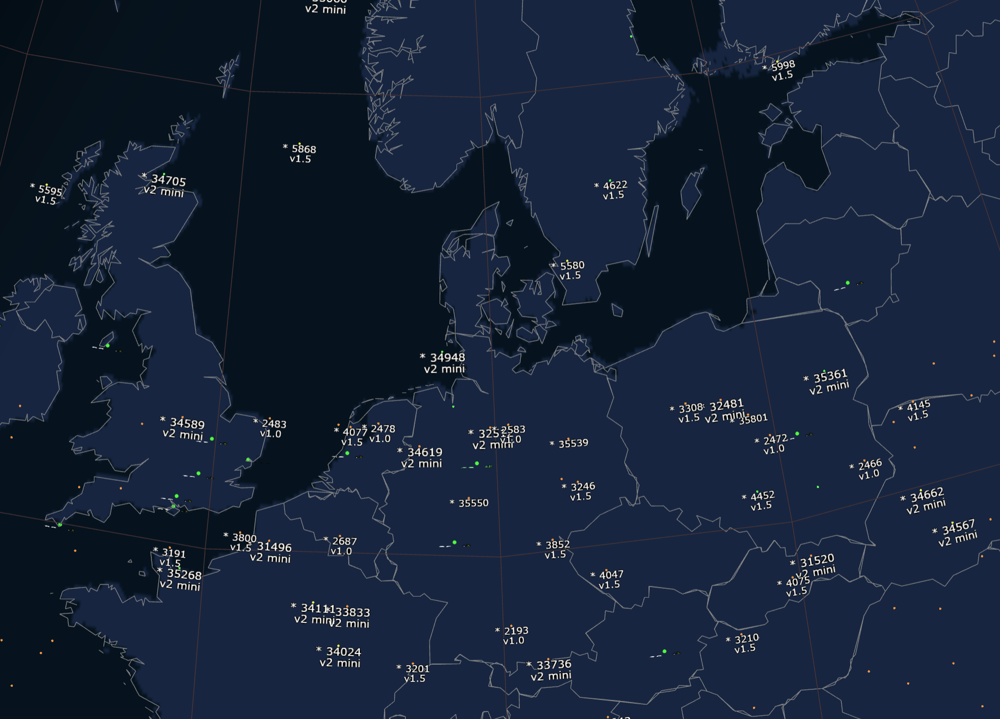 v2 mini
* 5998
v1.5
* 5868
v1.5
* 34705
v2 mini
* 5595
v1.5
* 4622
v1.5
* 5580
v1.5
* 34948
v2 mini
* 35361
v2 mini
* 3308
v1.5
* 32481
v2 mini
* 35801
* 4145
v1.5
* 34589
v2 mini
* 2483
v1.0
* 4077
v1.5
* 2478
v1.0
v2 mini
* 2583
v1.0
* 35539
* 2472
v1.0
* 34619
v2 mini
* 2466
v1.0
* 3246
v1.5
* 35550
* 4452
v1.5
* 34662
v2 mini
* 34567
v2 mini
* 3800
v1.5
* 31496
v2 mini
* 2687
v1.0
* 3852
v1.5
* 3191
v1.5
* 35268
v2 mini
* 4047
v1.5
* 31520
v2 mini
* 4075
v1.5
* 34111
v2 mini
* 33833
v2 mini
* 2193
v1.0
* 3210
v1.5
* 34024
v2 mini
* 3201
v1.5
* 33736
v2 mini